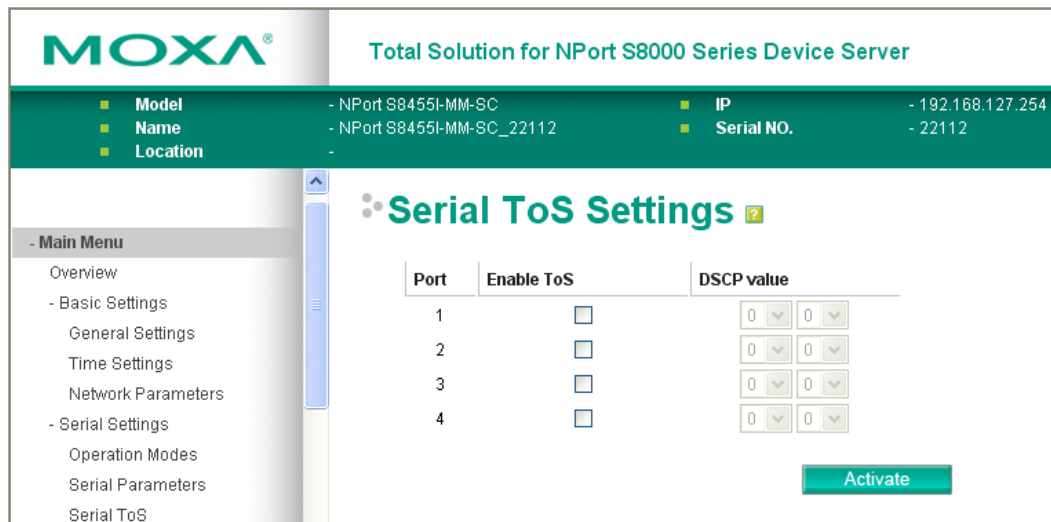 MOXA®
Total Solution for NPort S8000 Series Device Server
Model - NPort S8455I-MM-SC IP - 192.168.127.254
Name - NPort S8455I-MM-SC_22112 Serial NO. - 22112
Location -
- Main Menu
Overview
- Basic Settings
General Settings
Time Settings
Network Parameters
- Serial Settings
Operation Modes
Serial Parameters
Serial ToS
Serial ToS Settings ?
Port Enable ToS DSCP value
1 0 0
2 0 0
3 0 0
4 0 0
Activate